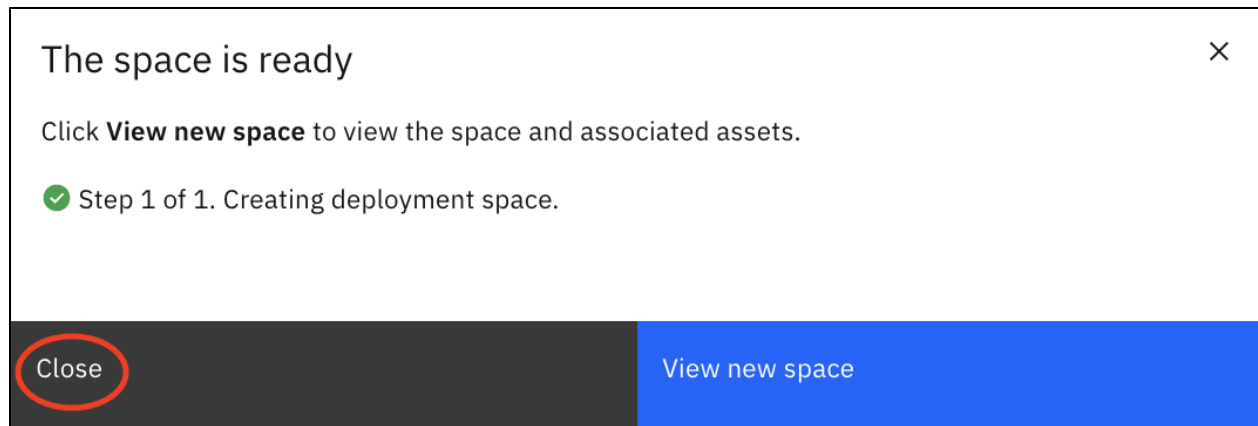 The space is ready
Click View new space to view the space and associated assets.
Step 1 of 1. Creating deployment space.
Close
View new space